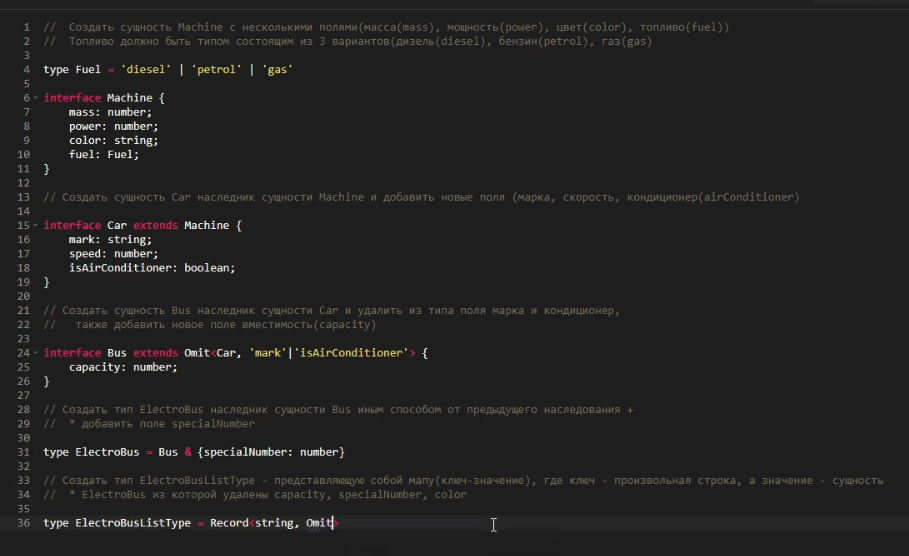 1 // Создать сущность Machine с несколькими полями(масса(mass), мощность(power), цвет(color), топливо(fuel))
2 // Топливо должно быть типом состоящим из 3 вариантов(дизель(diesel), бензин(petrol), газ(gas)
3
4 type Fuel = 'diesel' | 'petrol' | 'gas'
5
6 interface Machine {
7 mass: number;
8 power: number;
9 color: string;
10 fuel: Fuel;
11 }
12
13 // Создать сущность Car наследник сущности Machine и добавить новые поля (марка, скорость, кондиционер(airConditioner)
14
15 interface Car extends Machine {
16 mark: string;
17 speed: number;
18 isAirConditioner: boolean;
19 }
20
21 // Создать сущность Bus наследник сущности Car и удалить из типа поля марка и кондиционер,
22 // также добавить новое поле вместимость(capacity)
23
24 interface Bus extends Omit<Car, 'mark'|'isAirConditioner'> {
25 capacity: number;
26 }
27
28 // Создать тип ElectroBus наследник сущности Bus иным способом от предыдущего наследования +
29 // * добавить поле specialNumber
30
31 type ElectroBus = Bus & {specialNumber: number}
32
33 // Создать тип ElectroBusListType - представляющую собой мапу(ключ-значение), где ключ - произвольная строка, а значение - сущность
34 // * ElectroBus из которой удалены capacity, specialNumber, color
35
36 type ElectroBusListType = Record<string, Omit>